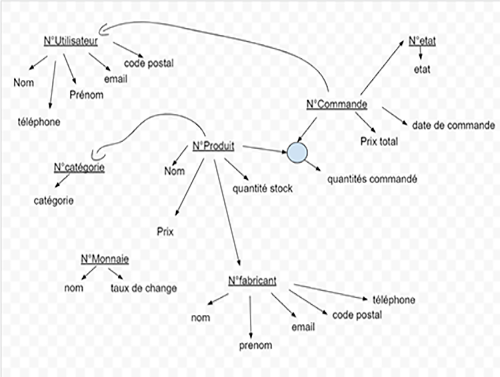 N°Utilisateur
code postal
Nom
Prénom
email
téléphone
N°etat
etat
N°Commande
Prix total
date de commande
N°Produit
Nom
quantité stock
quantités commandé
Prix
N°catégorie
catégorie
N°Monnaie
nom
taux de change
N°fabricant
nom
prenom
email
code postal
téléphone